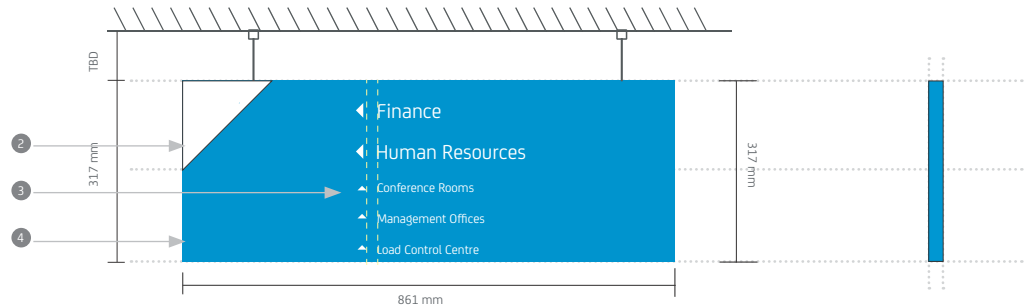 TBD
317 mm
2
3
4
Finance
Human Resources
Conference Rooms
Management Offices
Load Control Centre
317 mm
861 mm